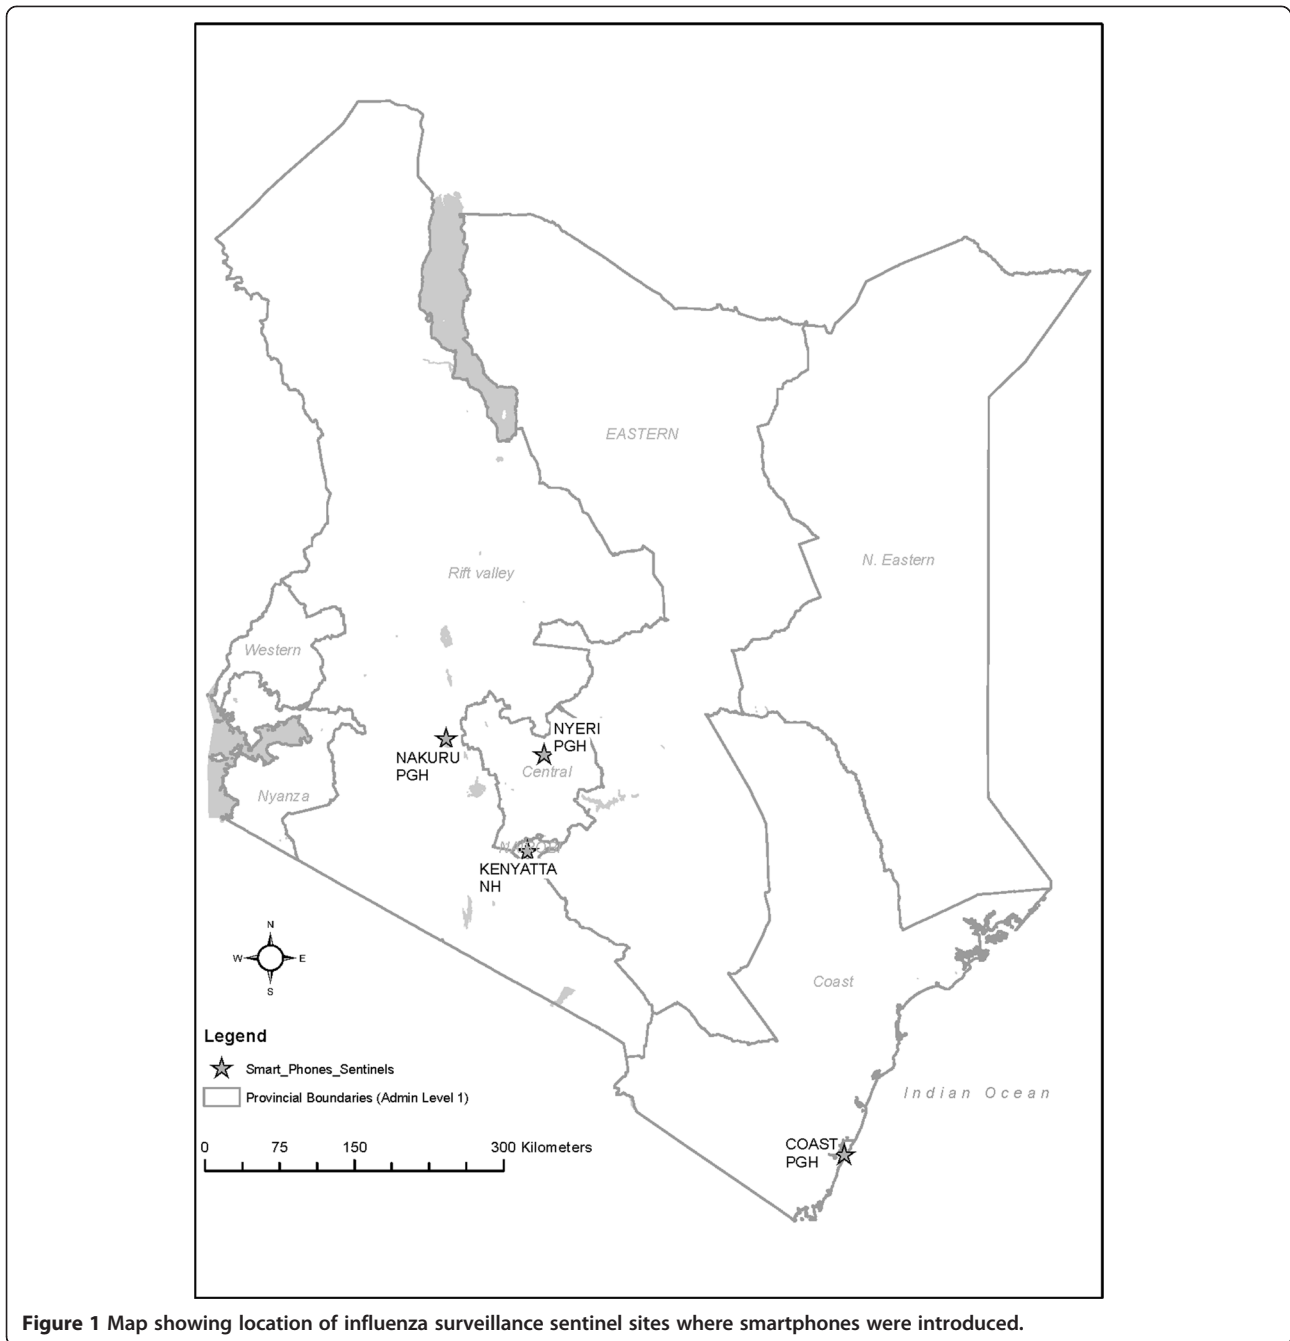 EASTERN
N. Eastern
Rift valley
Western
NYERI
PGH
NAKURU
PGH
Central
Nyanza
NAIROBI
KENYATTA
NH
N
W E
S
Coast
Legend
Smart_Phones_Sentinels
Provincial Boundaries (Admin Level 1)
Indian Ocean
0 75 150 300 Kilometers
COAST
PGH
Figure 1 Map showing location of influenza surveillance sentinel sites where smartphones were introduced.